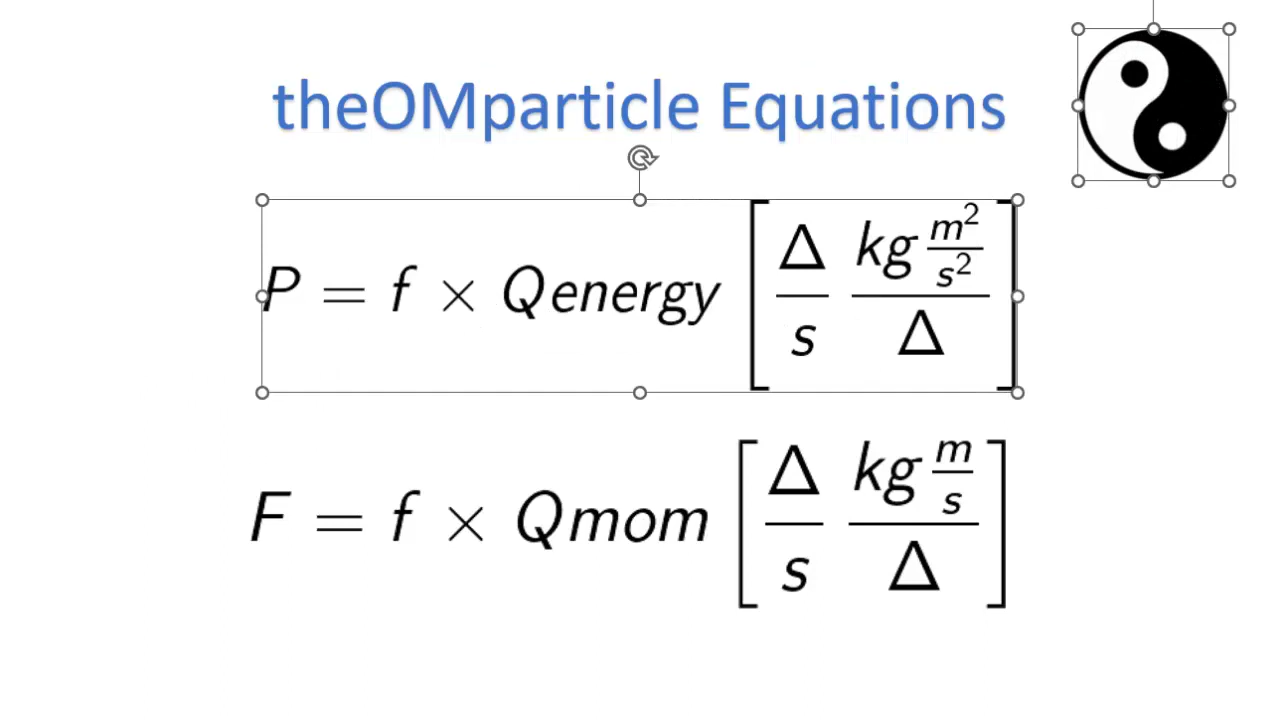 theOMparticle Equations
P = f × Qenergy [Δ/s kg m²/s² / Δ]
F = f × Qmom [Δ/s kg m/s / Δ]